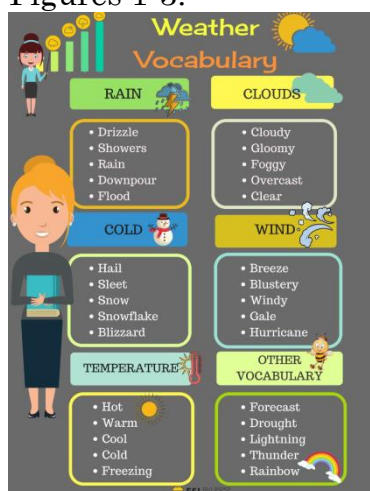 Figures 1-3.
Weather
Vocabulary
RAIN
• Drizzle
• Showers
• Rain
• Downpour
• Flood
CLOUDS
• Cloudy
• Gloomy
• Foggy
• Overcast
• Clear
COLD
• Hail
• Sleet
• Snow
• Snowflake
• Blizzard
WIND
• Breeze
• Blustery
• Windy
• Gale
• Hurricane
TEMPERATURE
• Hot
• Warm
• Cool
• Cold
• Freezing
OTHER
VOCABULARY
• Forecast
• Drought
• Lightning
• Thunder
• Rainbow